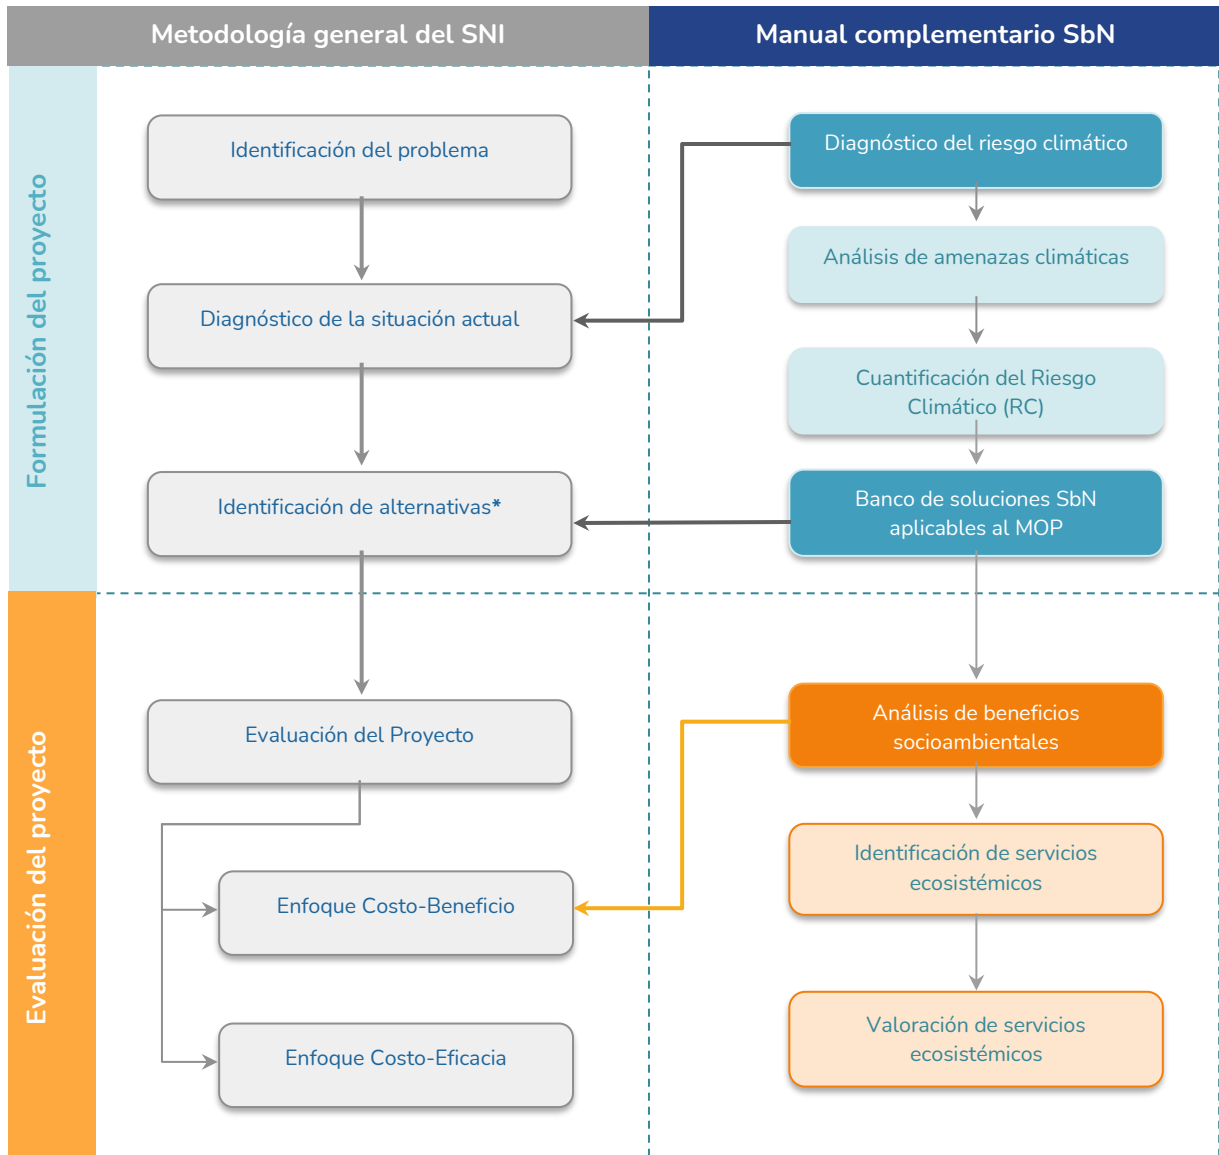 Metodología general del SNI
Manual complementario SbN
Formulación del proyecto
Identificación del problema
Diagnóstico de la situación actual
Identificación de alternativas*
Diagnóstico del riesgo climático
Análisis de amenazas climáticas
Cuantificación del Riesgo
Climático (RC)
Banco de soluciones SbN
aplicables al MOP
Evaluación del proyecto
Evaluación del Proyecto
Enfoque Costo-Beneficio
Enfoque Costo-Eficacia
Análisis de beneficios
socioambientales
Identificación de servicios
ecosistémicos
Valoración de servicios
ecosistémicos